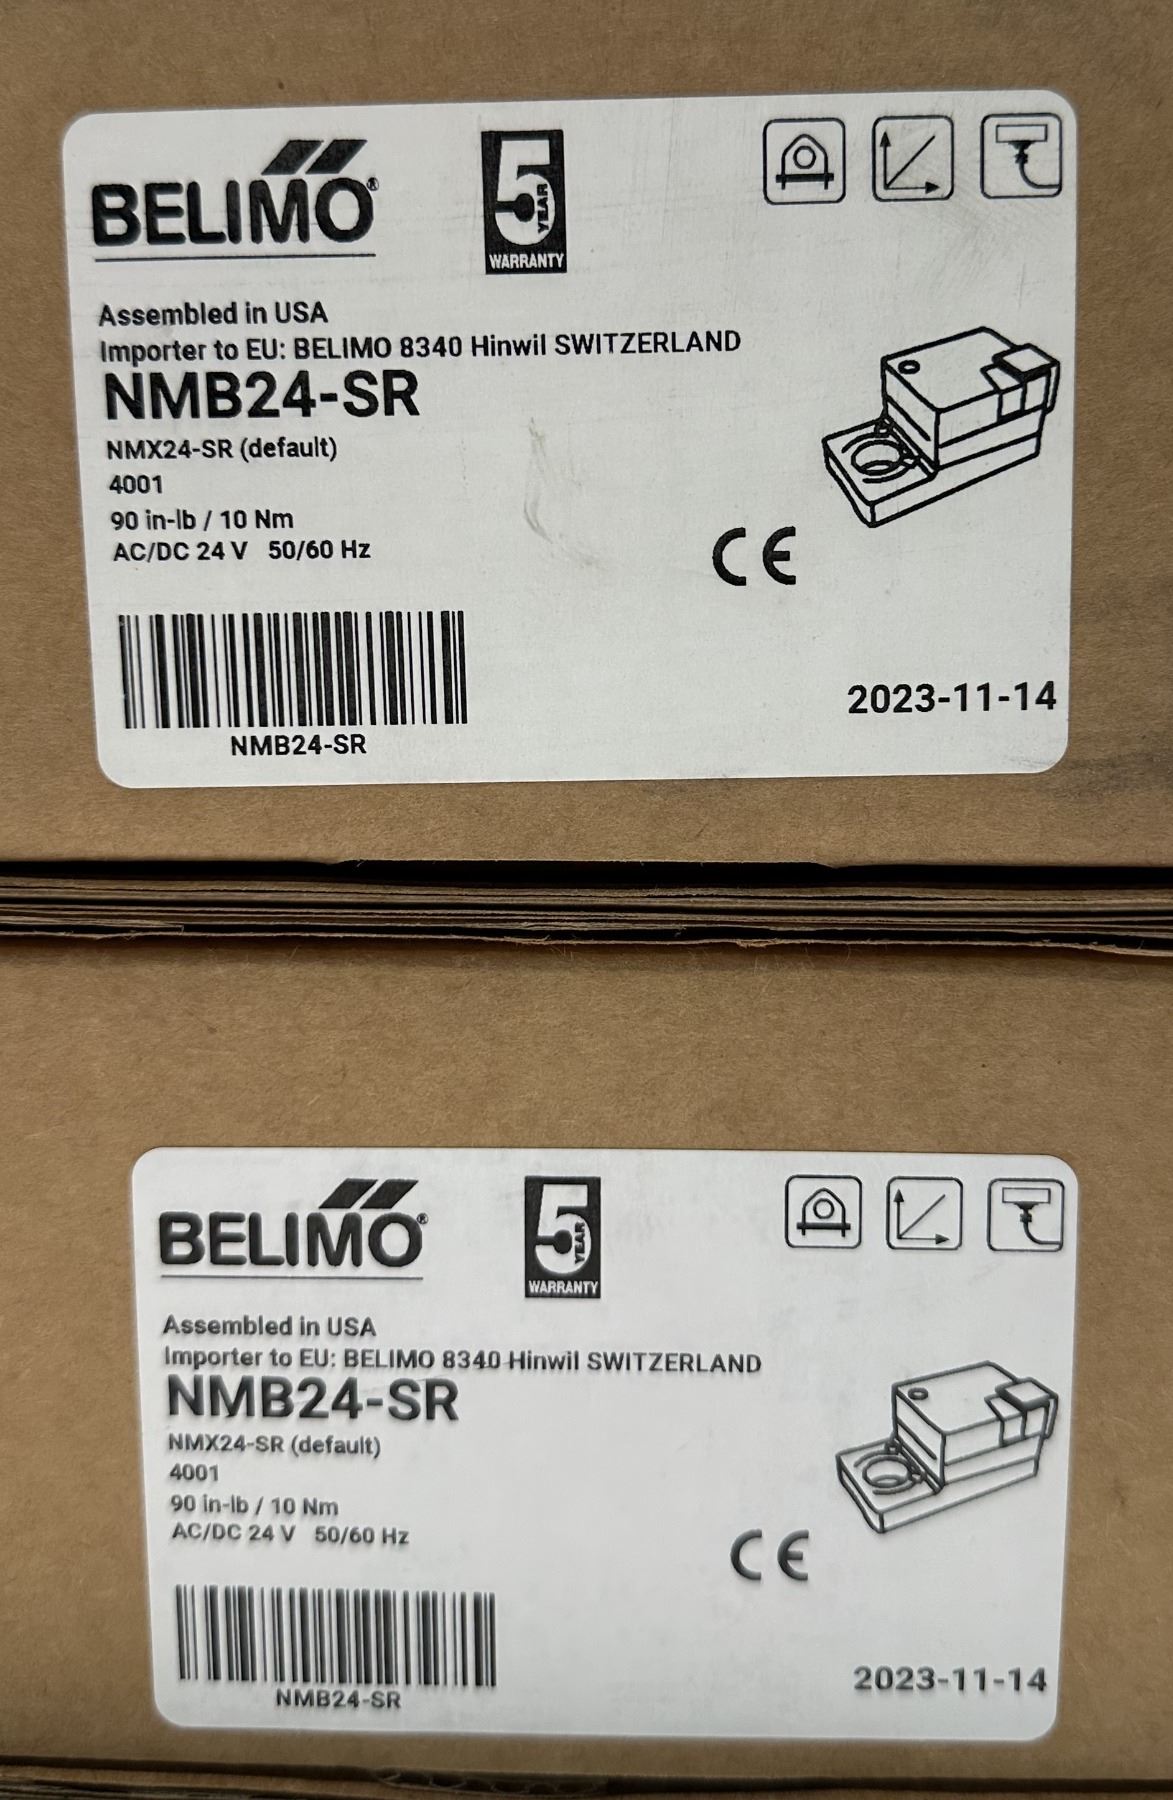 BELIMO®
5 YEAR
WARRANTY
Assembled in USA
Importer to EU: BELIMO 8340 Hinwil SWITZERLAND
NMB24-SR
NMX24-SR (default)
4001
90 in-lb / 10 Nm
AC/DC 24 V 50/60 Hz
CE
NMB24-SR
2023-11-14
BELIMO®
5 YEAR
WARRANTY
Assembled in USA
Importer to EU: BELIMO 8340 Hinwil SWITZERLAND
NMB24-SR
NMX24-SR (default)
4001
90 in-lb / 10 Nm
AC/DC 24 V 50/60 Hz
CE
NMB24-SR
2023-11-14